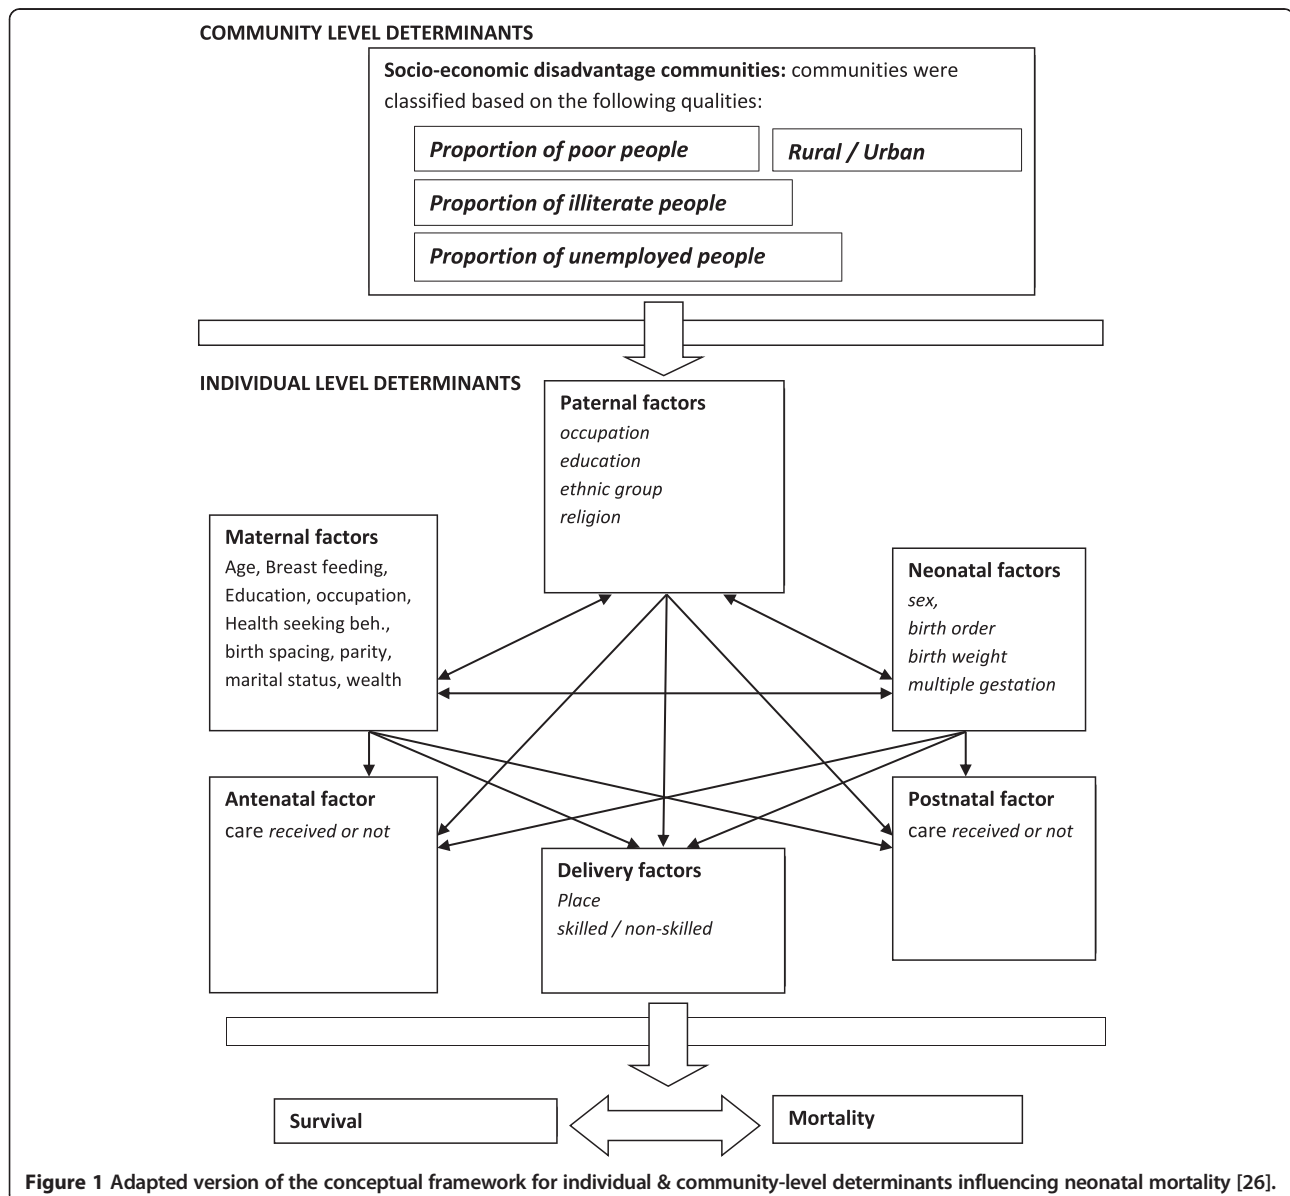 COMMUNITY LEVEL DETERMINANTS
Socio-economic disadvantage communities: communities were
classified based on the following qualities:
Proportion of poor people
Rural / Urban
Proportion of illiterate people
Proportion of unemployed people
INDIVIDUAL LEVEL DETERMINANTS
Paternal factors
occupation
education
ethnic group
religion
Maternal factors
Age, Breast feeding,
Education, occupation,
Health seeking beh.,
birth spacing, parity,
marital status, wealth
Neonatal factors
sex,
birth order
birth weight
multiple gestation
Antenatal factor
care received or not
Delivery factors
Place
skilled / non-skilled
Postnatal factor
care received or not
Survival
Mortality
Figure 1 Adapted version of the conceptual framework for individual & community-level determinants influencing neonatal mortality [26].